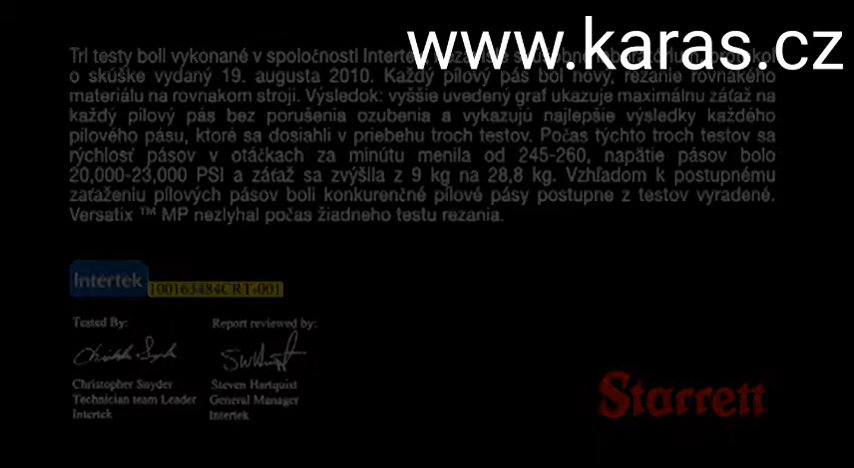 www.karas.cz
Tri testy boli vykonané v spoločnosti Intertek,
o skúške vydaný 19. augusta 2010. Každý pílový pás bol nový, rezanie rovnakého
materiálu na rovnakom stroji. Výsledok: vyššie uvedený graf ukazuje maximálnu záťaž na
každý pílový pás bez porušenia ozubenia a vykazujú najlepšie výsledky každého
pílového pásu, ktoré sa dosiahli v priebehu troch testov. Počas týchto troch testov sa
rýchlosť pásov v otáčkach za minútu menila od 245-260, napätie pásov bolo
20,000-23,000 PSI a záťaž sa zvýšila z 9 kg na 28,8 kg. Vzhľadom k postupnému
zaťaženiu pílových pásov boli konkurenčné pílové pásy postupne z testov vyradené.
Versatix ™ MP nezlyhal počas žiadneho testu rezania.
Intertek 100163484CRT-001
Tested By: Report reviewed by:
Christopher Snyder Steven Hartquist
Technician team Leader General Manager
Intertek Intertek
Starrett